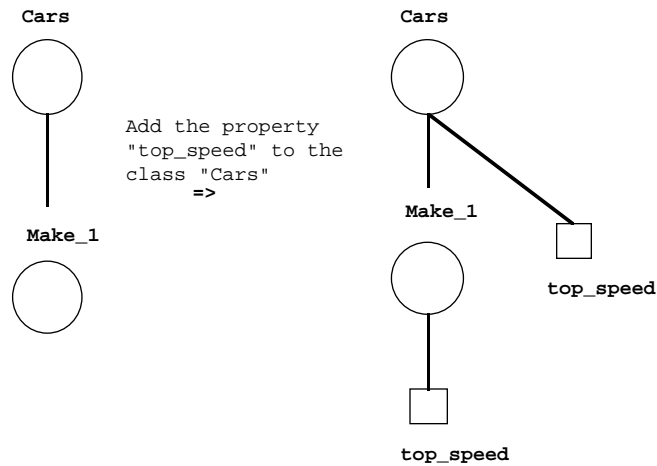 Cars
Make_1
Add the property
"top_speed" to the
class "Cars"
=>
Cars
Make_1
top_speed
top_speed